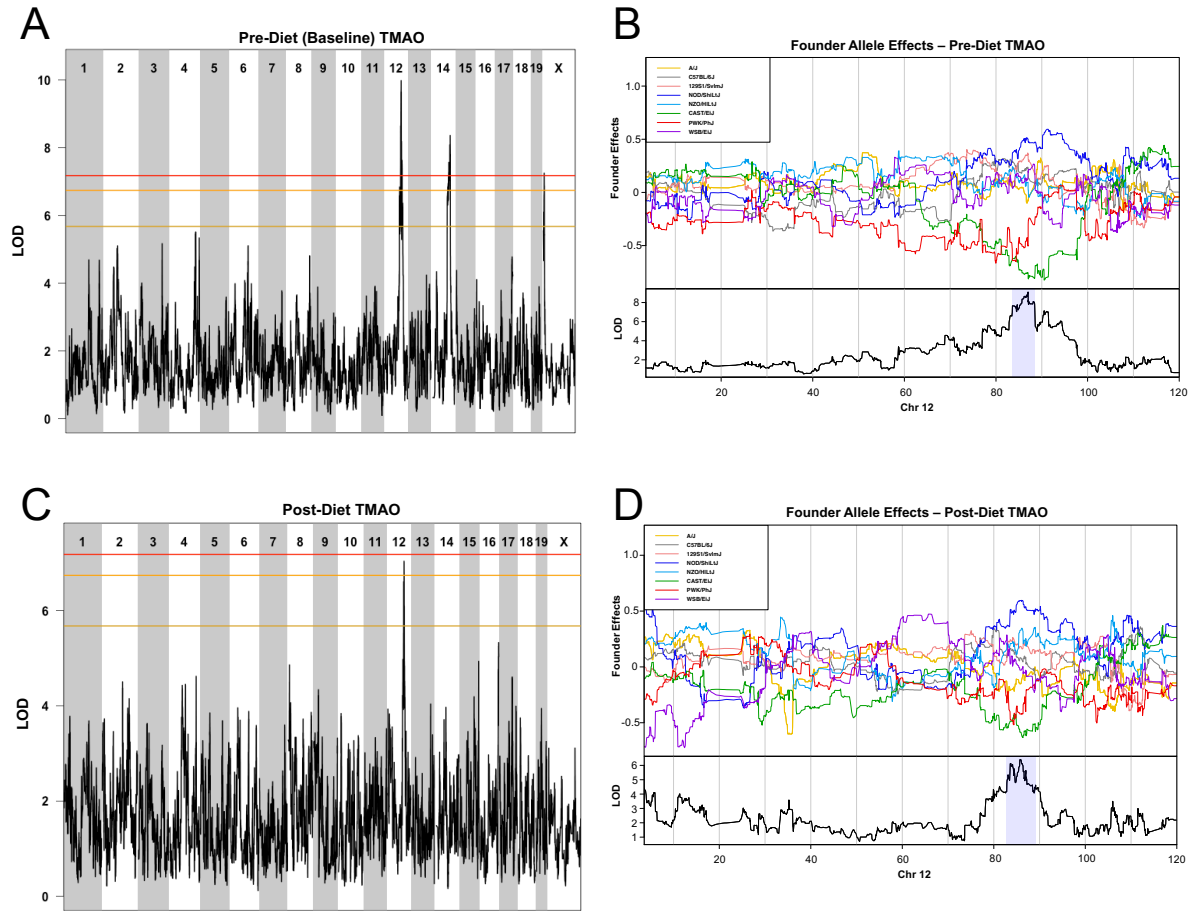 A
Pre-Diet (Baseline) TMAO
1 2 3 4 5 6 7 8 9 10 11 12 13 14 15 16 17 18 19 X
LOD
10
8
6
4
2
0
B
Founder Allele Effects – Pre-Diet TMAO
A/J
C57BL/6J
129S1/SvImJ
NOD/ShiLtJ
NZO/HILtJ
CAST/EiJ
PWK/PhJ
WSB/EiJ
Founder Effects
1.0
0.5
0
-0.5
LOD
8
6
4
2
20 40 60 80 100 120
Chr 12
C
Post-Diet TMAO
1 2 3 4 5 6 7 8 9 10 11 12 13 14 15 16 17 18 19 X
LOD
6
4
2
0
D
Founder Allele Effects – Post-Diet TMAO
A/J
C57BL/6J
129S1/SvImJ
NOD/ShiLtJ
NZO/HILtJ
CAST/EiJ
PWK/PhJ
WSB/EiJ
Founder Effects
1.0
0.5
0
-0.5
LOD
6
5
4
3
2
1
20 40 60 80 100 120
Chr 12